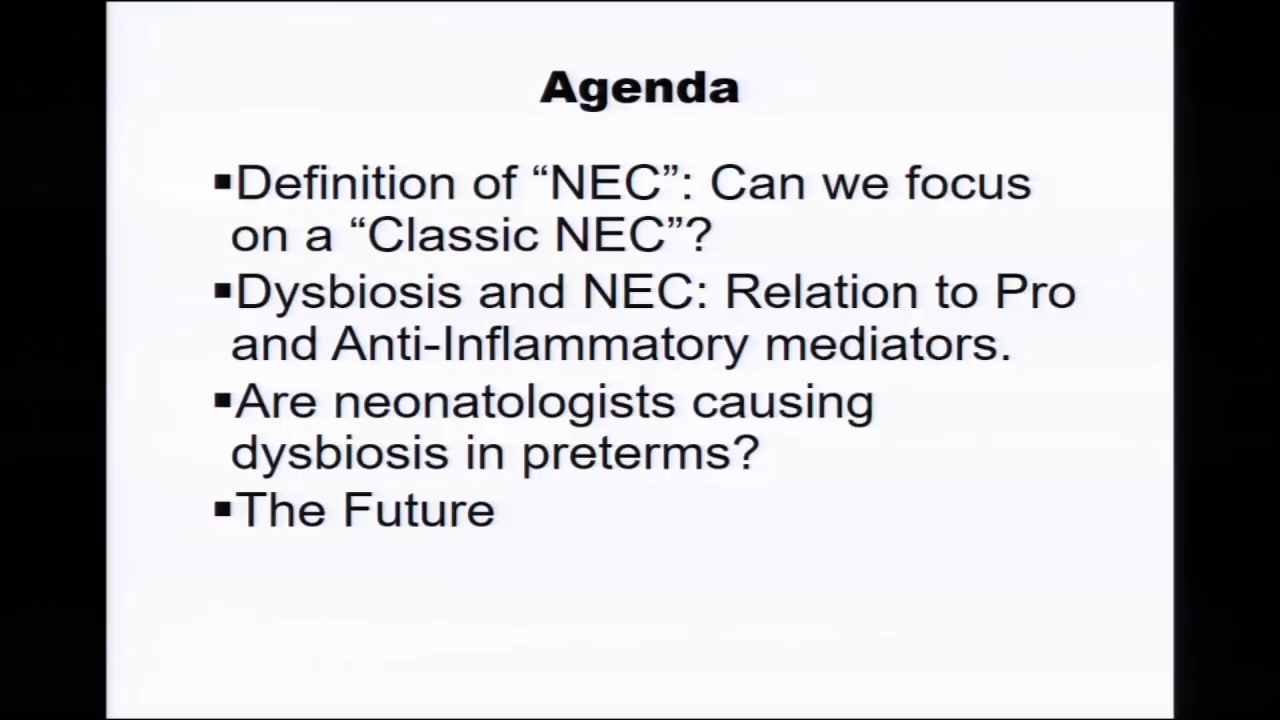 Agenda
▪Definition of “NEC”: Can we focus
on a “Classic NEC”?
▪Dysbiosis and NEC: Relation to Pro
and Anti-Inflammatory mediators.
▪Are neonatologists causing
dysbiosis in preterms?
▪The Future